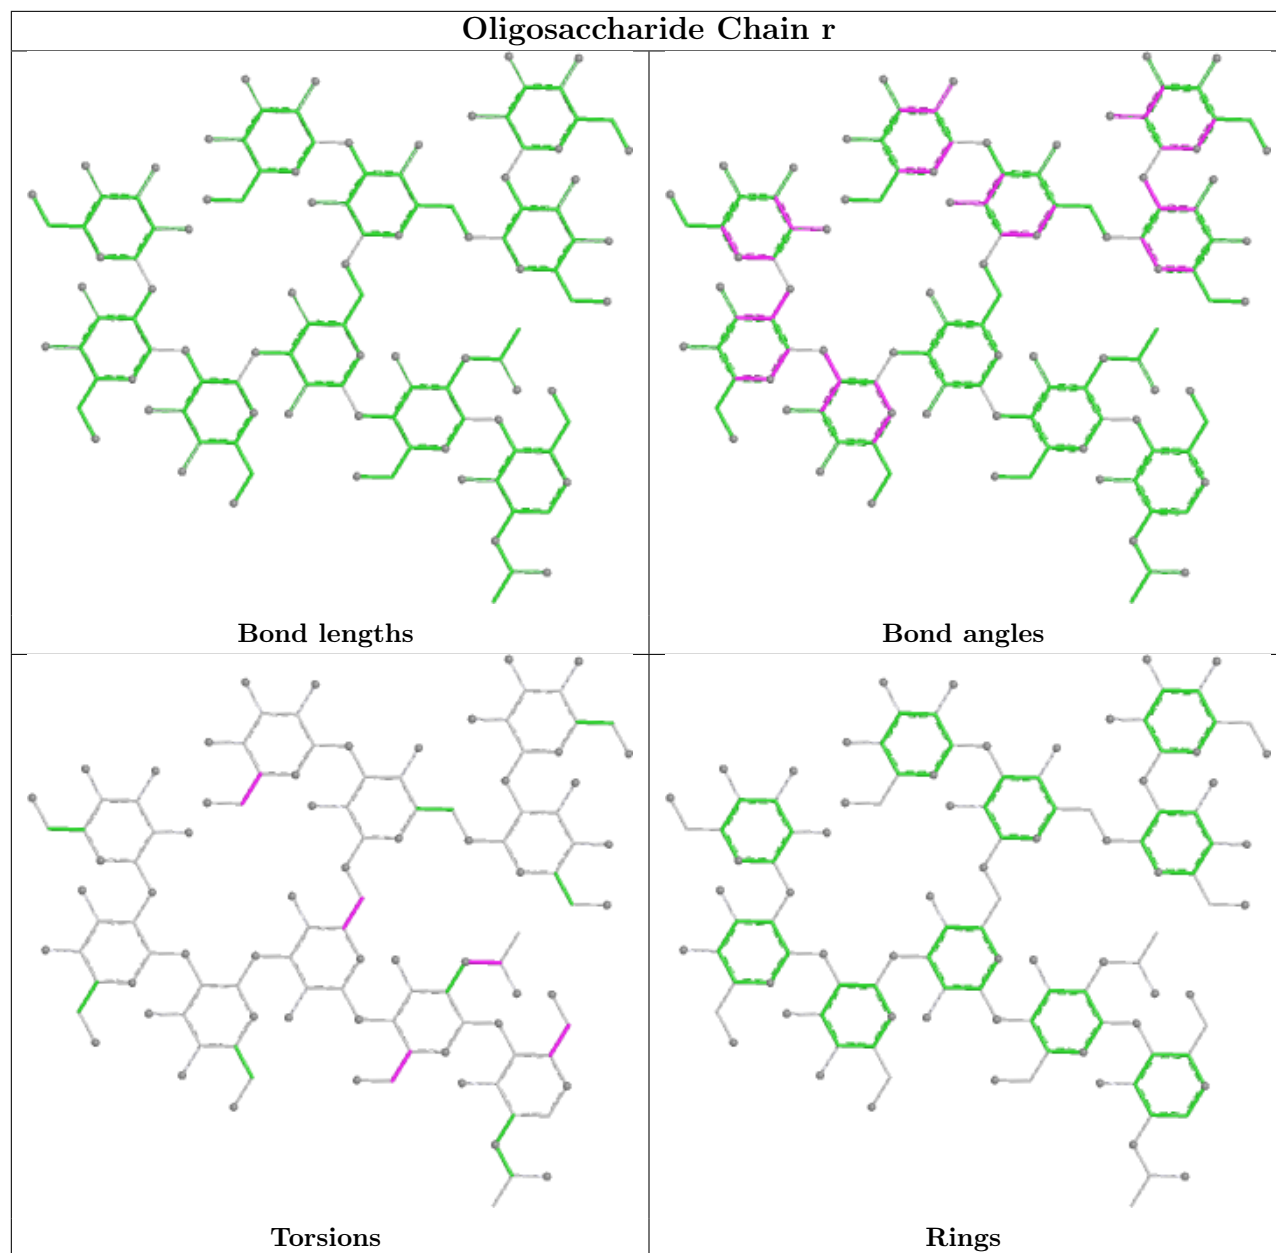 Oligosaccharide Chain r
Bond lengths
Bond angles
Torsions
Rings